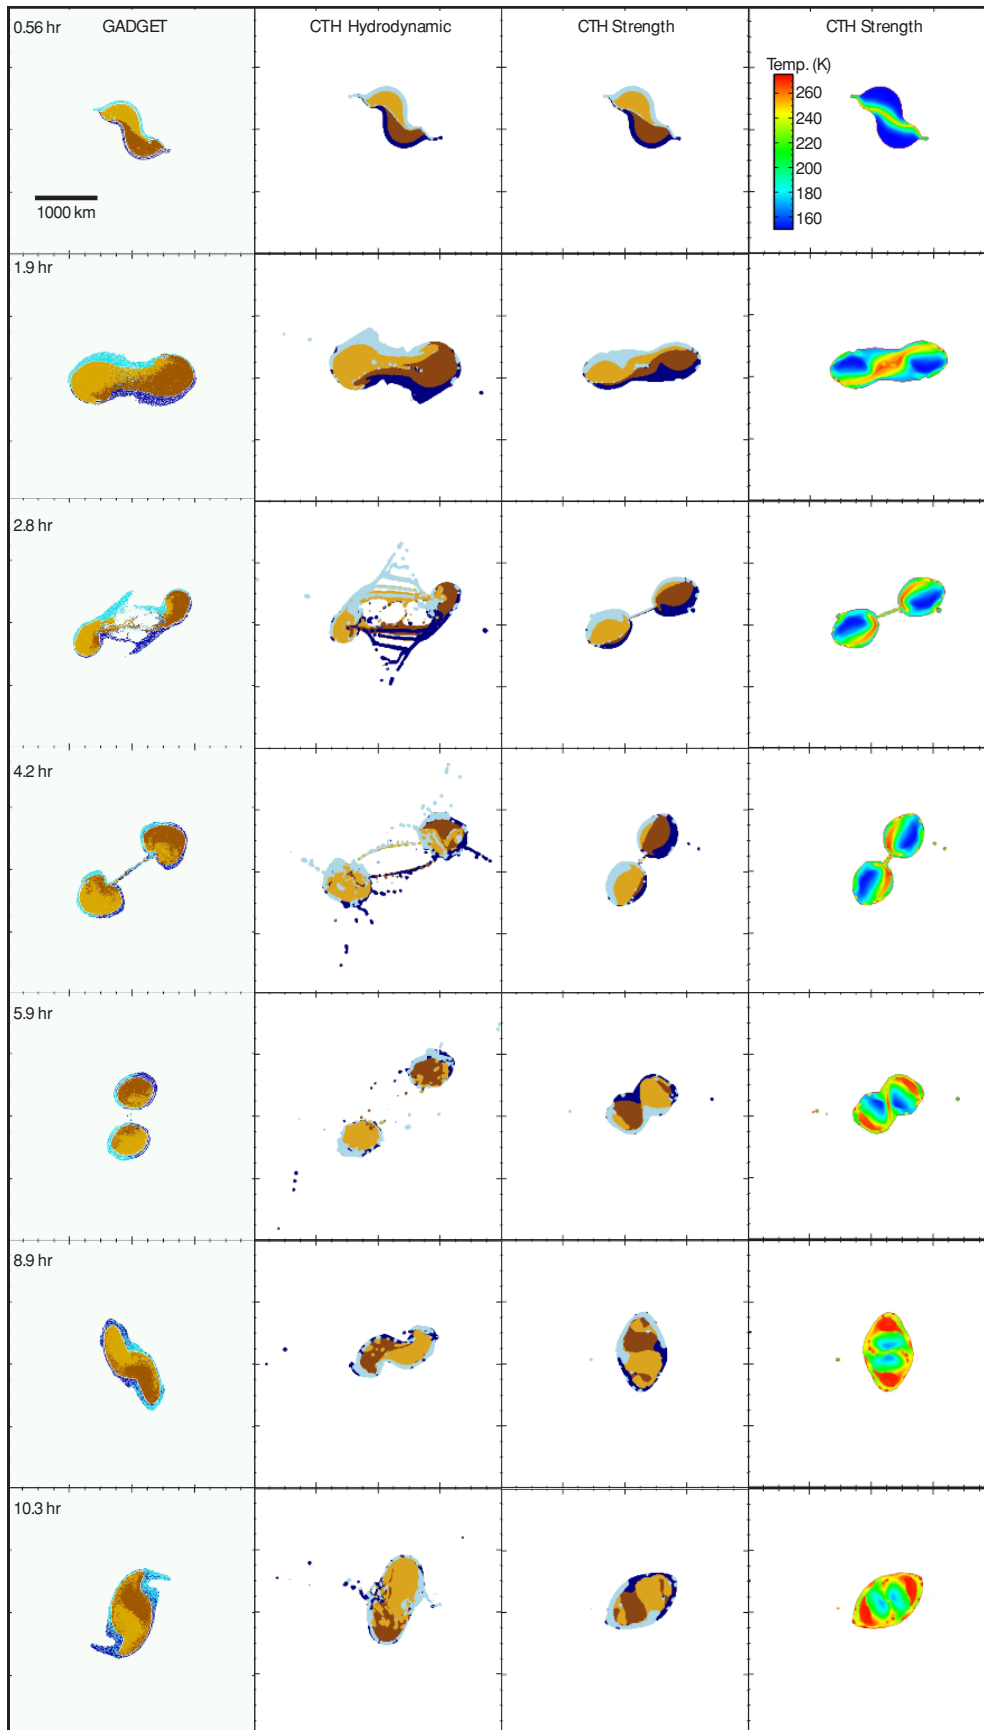 0.56 hr GADGET CTH Hydrodynamic CTH Strength CTH Strength
Temp. (K)
260
240
220
200
180
160
1000 km
1.9 hr
2.8 hr
4.2 hr
5.9 hr
8.9 hr
10.3 hr